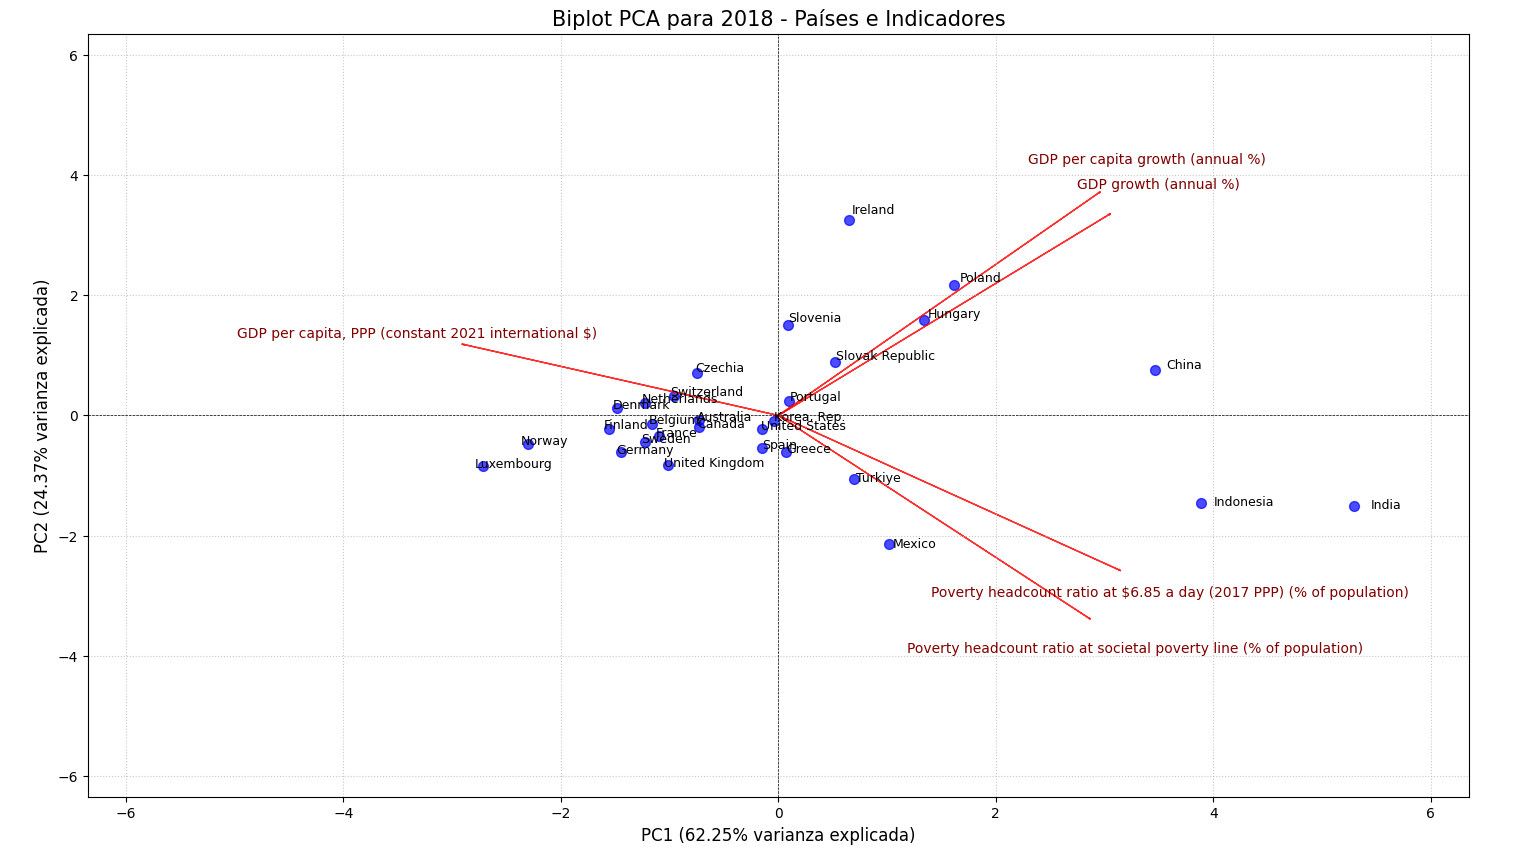 Biplot PCA para 2018 - Países e Indicadores
PC2 (24.37% varianza explicada)
6
4
2
0
−2
−4
−6
GDP per capita growth (annual %)
GDP growth (annual %)
Ireland
Poland
Hungary
Slovenia
GDP per capita, PPP (constant 2021 international $)
Slovak Republic
China
Czechia
Switzerland
Netherlands
Portugal
Denmark
Australia
Korea, Rep.
Belgium
Canada
Finland
United States
France
Sweden
Norway
Spain
Greece
Germany
United Kingdom
Luxembourg
Türkiye
Indonesia
India
Mexico
Poverty headcount ratio at $6.85 a day (2017 PPP) (% of population)
Poverty headcount ratio at societal poverty line (% of population)
−6
−4
−2
0
2
4
6
PC1 (62.25% varianza explicada)